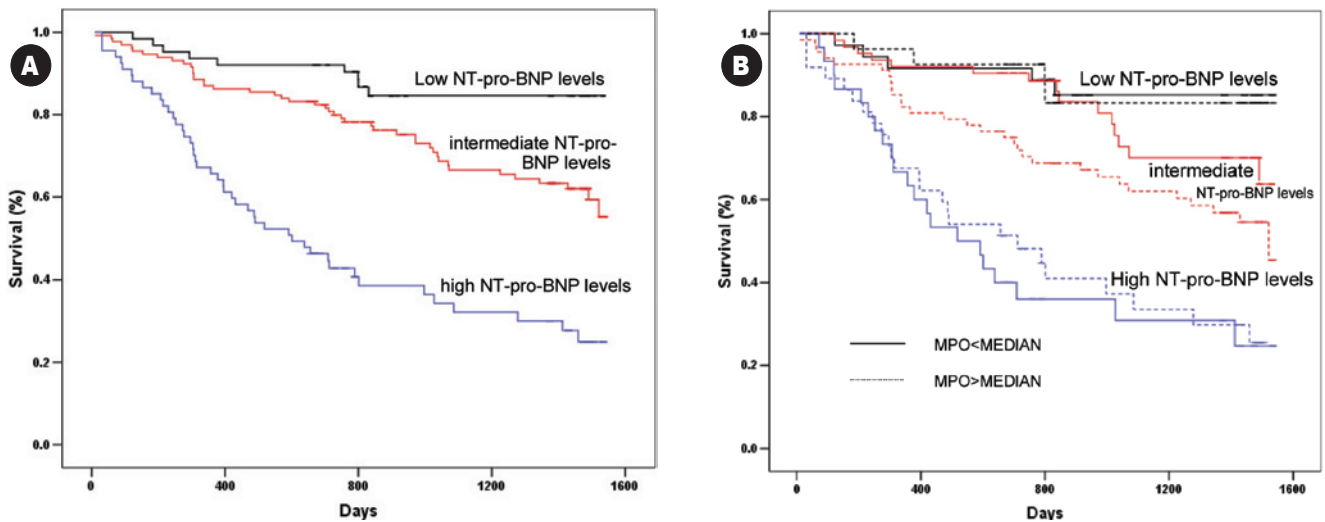 A
Survival (%)
1.0
0.8
0.6
0.4
0.2
0.0
Low NT-pro-BNP levels
intermediate NT-pro-
BNP levels
high NT-pro-BNP levels
0 400 800 1200 1600
Days
B
Survival (%)
1.0
0.8
0.6
0.4
0.2
0.0
Low NT-pro-BNP levels
intermediate
NT-pro-BNP levels
High NT-pro-BNP levels
MPO<MEDIAN
MPO>MEDIAN
0 400 800 1200 1600
Days